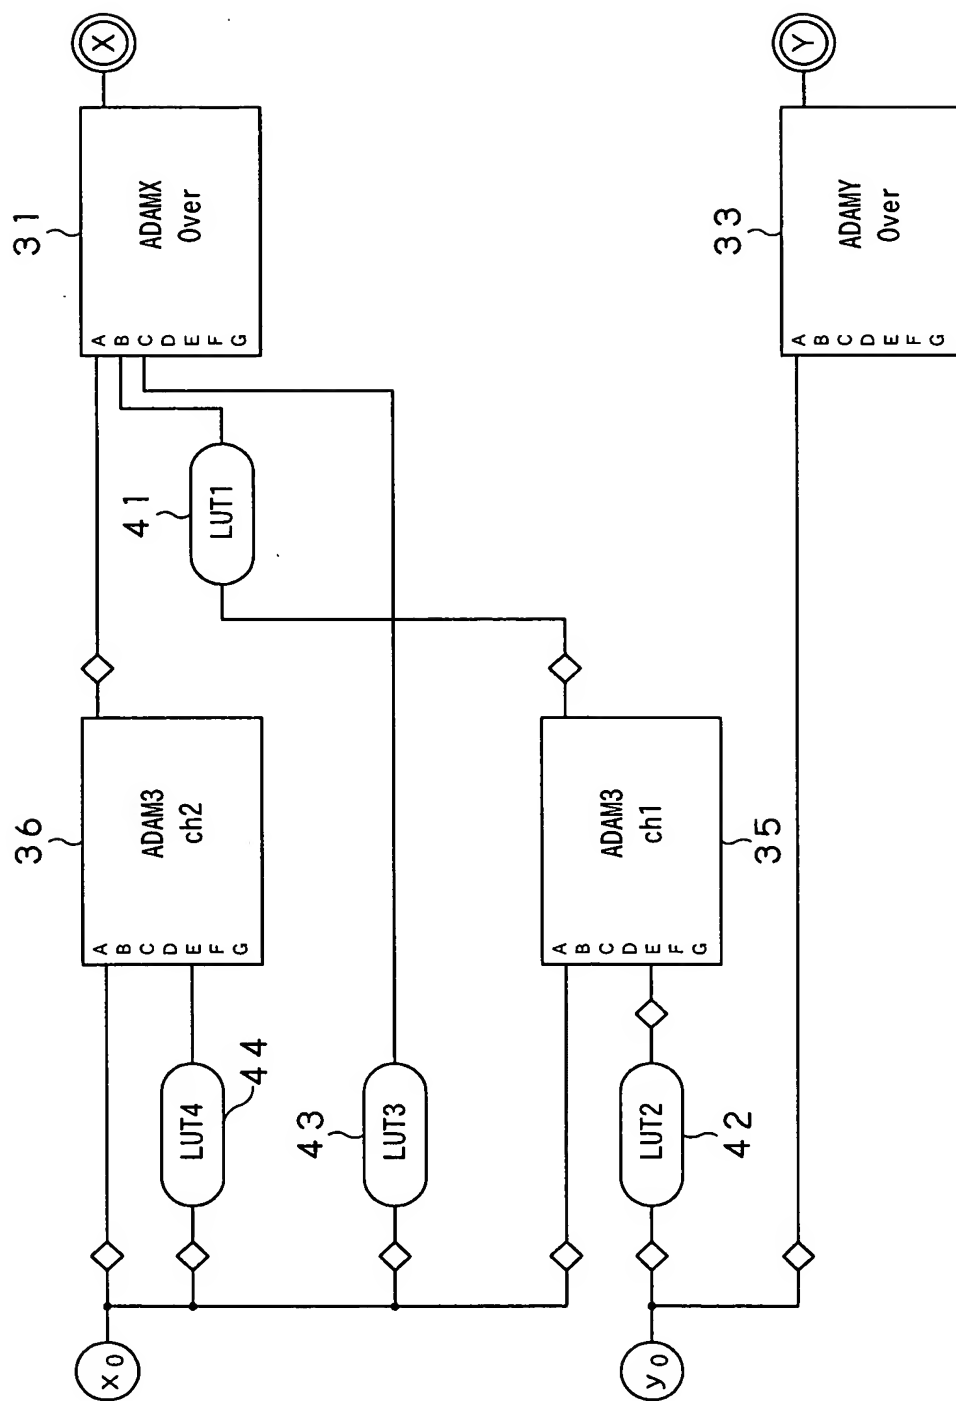 36
31
x₀
A
B
C
D
E
F
G
ADAM3
ch2
A
B
C
D
E
F
G
ADAMX
Over
X
LUT4
44
41
LUT1
43
LUT3
A
B
C
D
E
F
G
ADAM3
ch1
35
y₀
LUT2
42
33
A
B
C
D
E
F
G
ADAMY
Over
Y